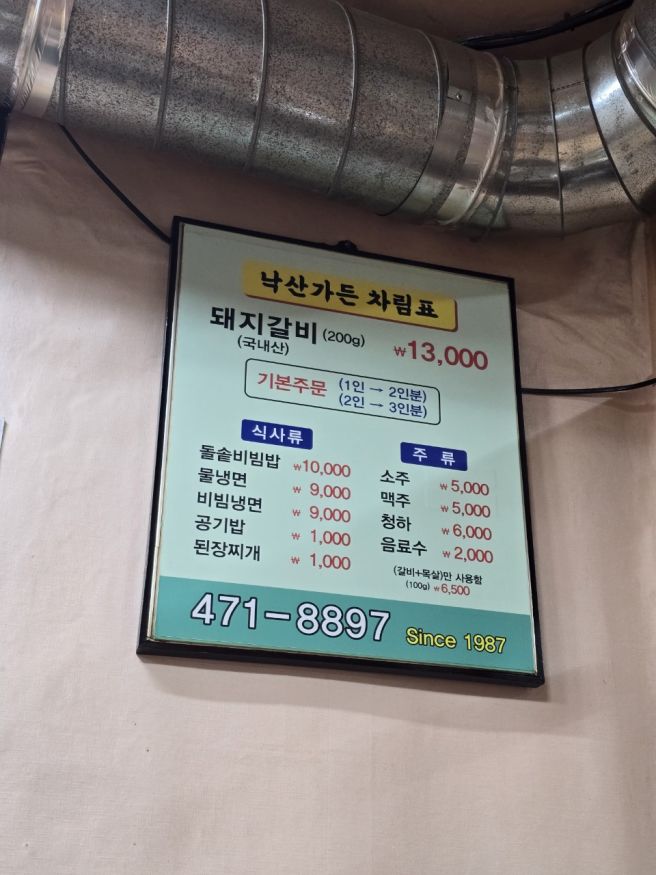 낙산가든 차림표
돼지갈비 (200g) ₩13,000
(국내산)
기본주문 (1인 → 2인분)
(2인 → 3인분)
식사류
돌솥비빔밥 ₩10,000
물냉면 ₩ 9,000
비빔냉면 ₩ 9,000
공기밥 ₩ 1,000
된장찌개 ₩ 1,000
주 류
소주 ₩ 5,000
맥주 ₩ 5,000
청하 ₩ 6,000
음료수 ₩ 2,000
(갈비+목살)만 사용함
(100g) ₩6,500
471-8897 Since 1987